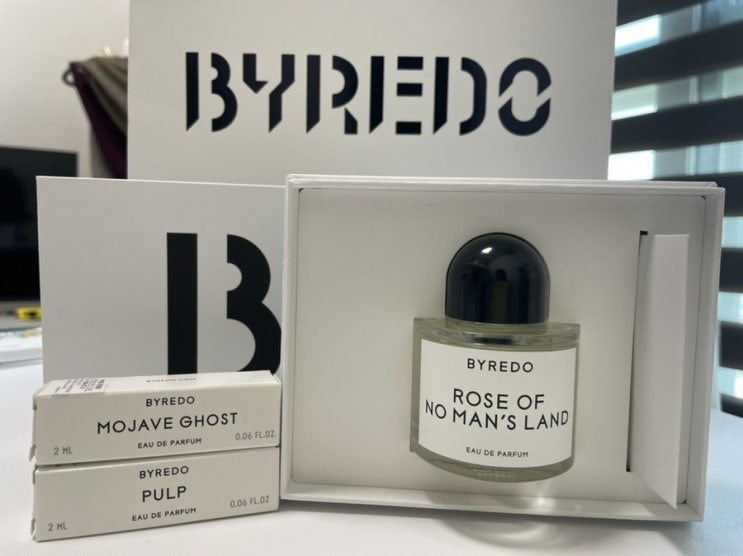 BYREDO
B
BYREDO
MOJAVE GHOST
EAU DE PARFUM
2 ML
0.06 FL.OZ.
BYREDO
PULP
EAU DE PARFUM
2 ML
0.06 FL.OZ
BYREDO
ROSE OF
NO MAN'S LAND
EAU DE PARFUM